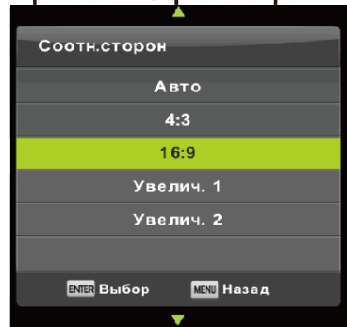 Соотн.сторон
Авто
4:3
16:9
Увелич. 1
Увелич. 2
ENTER Выбор MENU Назад